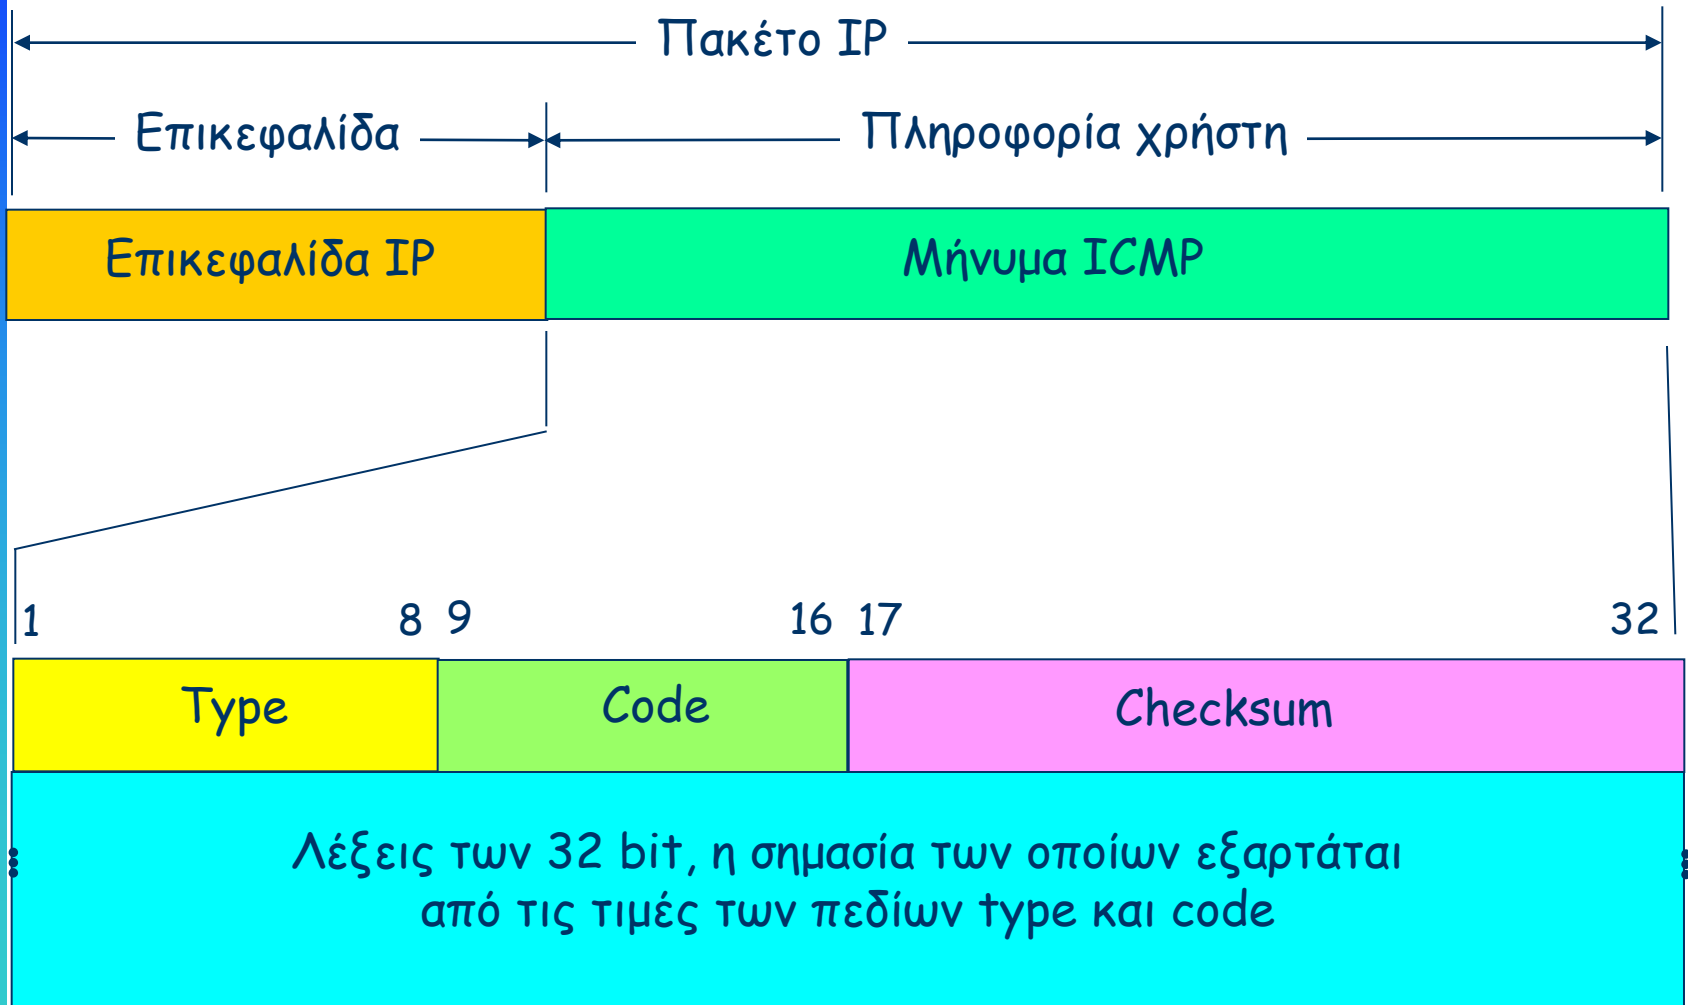 Πακέτο IP
Επικεφαλίδα
Πληροφορία χρήστη
Επικεφαλίδα IP
Μήνυμα ICMP
1 8 9 16 17 32
Type
Code
Checksum
Λέξεις των 32 bit, η σημασία των οποίων εξαρτάται
από τις τιμές των πεδίων type και code